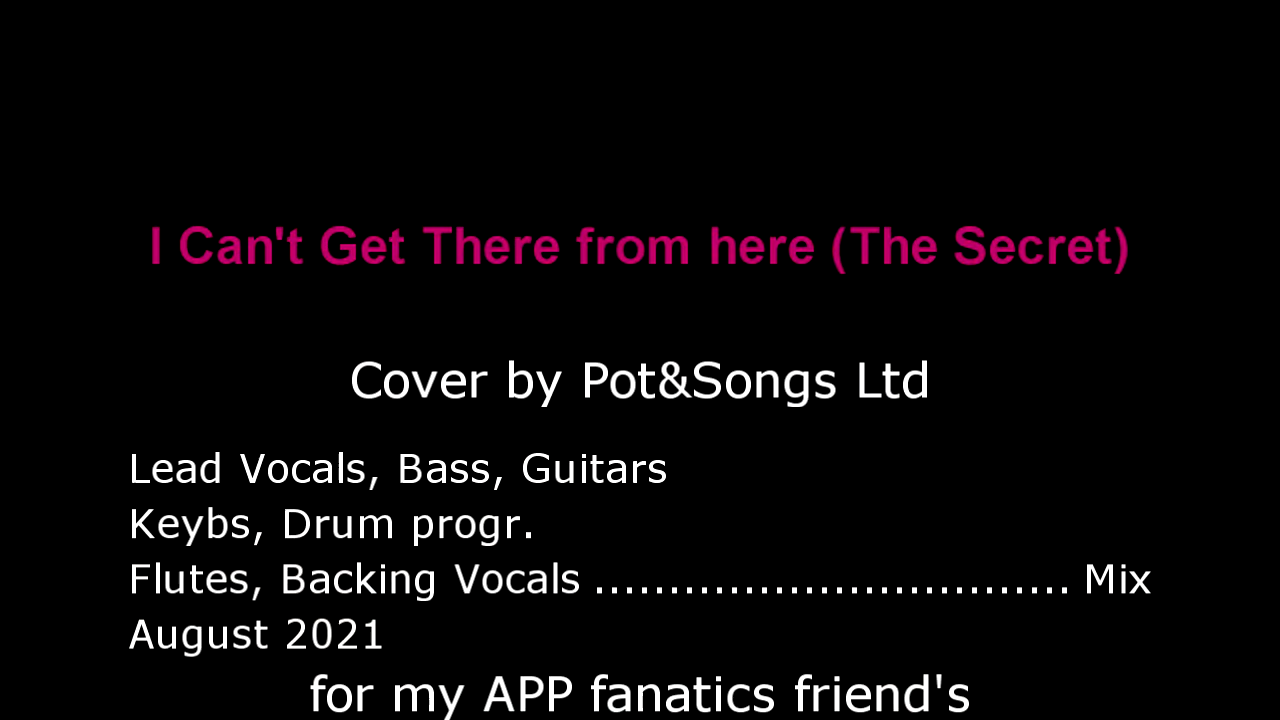 I Can't Get There from here (The Secret)
Cover by Pot&Songs Ltd
Lead Vocals, Bass, Guitars
Keybs, Drum progr.
Flutes, Backing Vocals ................................ Mix
August 2021
for my APP fanatics friend's